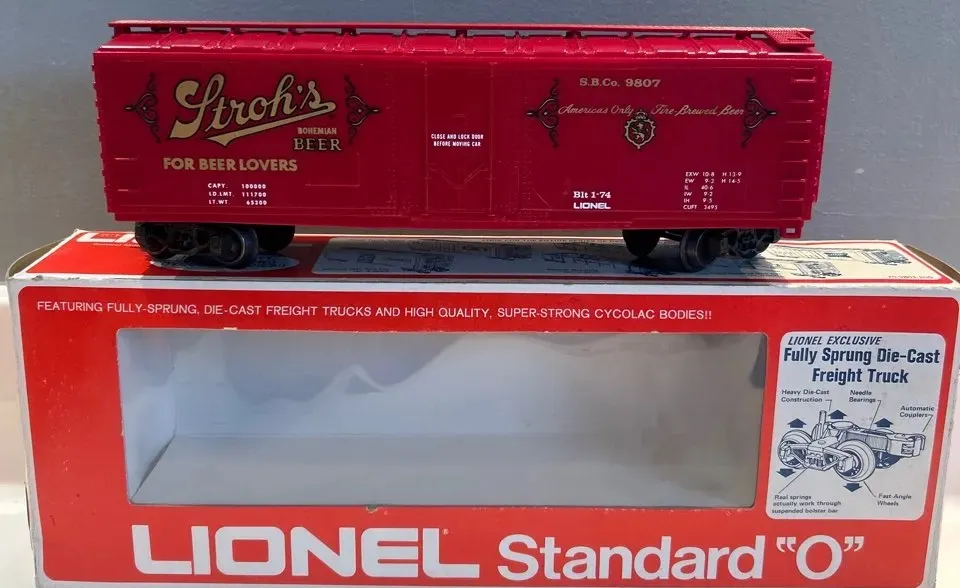 Stroh's
BOHEMIAN
BEER
FOR BEER LOVERS
CAPY. 100000
LD.LMT. 111700
LT.WT. 65300
CLOSE AND LOCK DOOR
BEFORE MOVING CAR
S.B.Co. 9807
America's Only Fire-Brewed Beer
Blt 1-74
LIONEL
EXW 10-8 H 13-9
EW 9-3 H 14-5
IL 40-6
IW 9-2
IH 9-5
CUFT 3495
FEATURING FULLY-SPRUNG, DIE-CAST FREIGHT TRUCKS AND HIGH QUALITY, SUPER-STRONG CYCOLAC BODIES!!
LIONEL EXCLUSIVE
Fully Sprung Die-Cast
Freight Truck
Heavy Die-Cast
Construction
Needle
Bearings
Automatic
Couplers
Real springs
actually work through
suspended bolster bar
Fast-Angle
Wheels
LIONEL Standard "O"